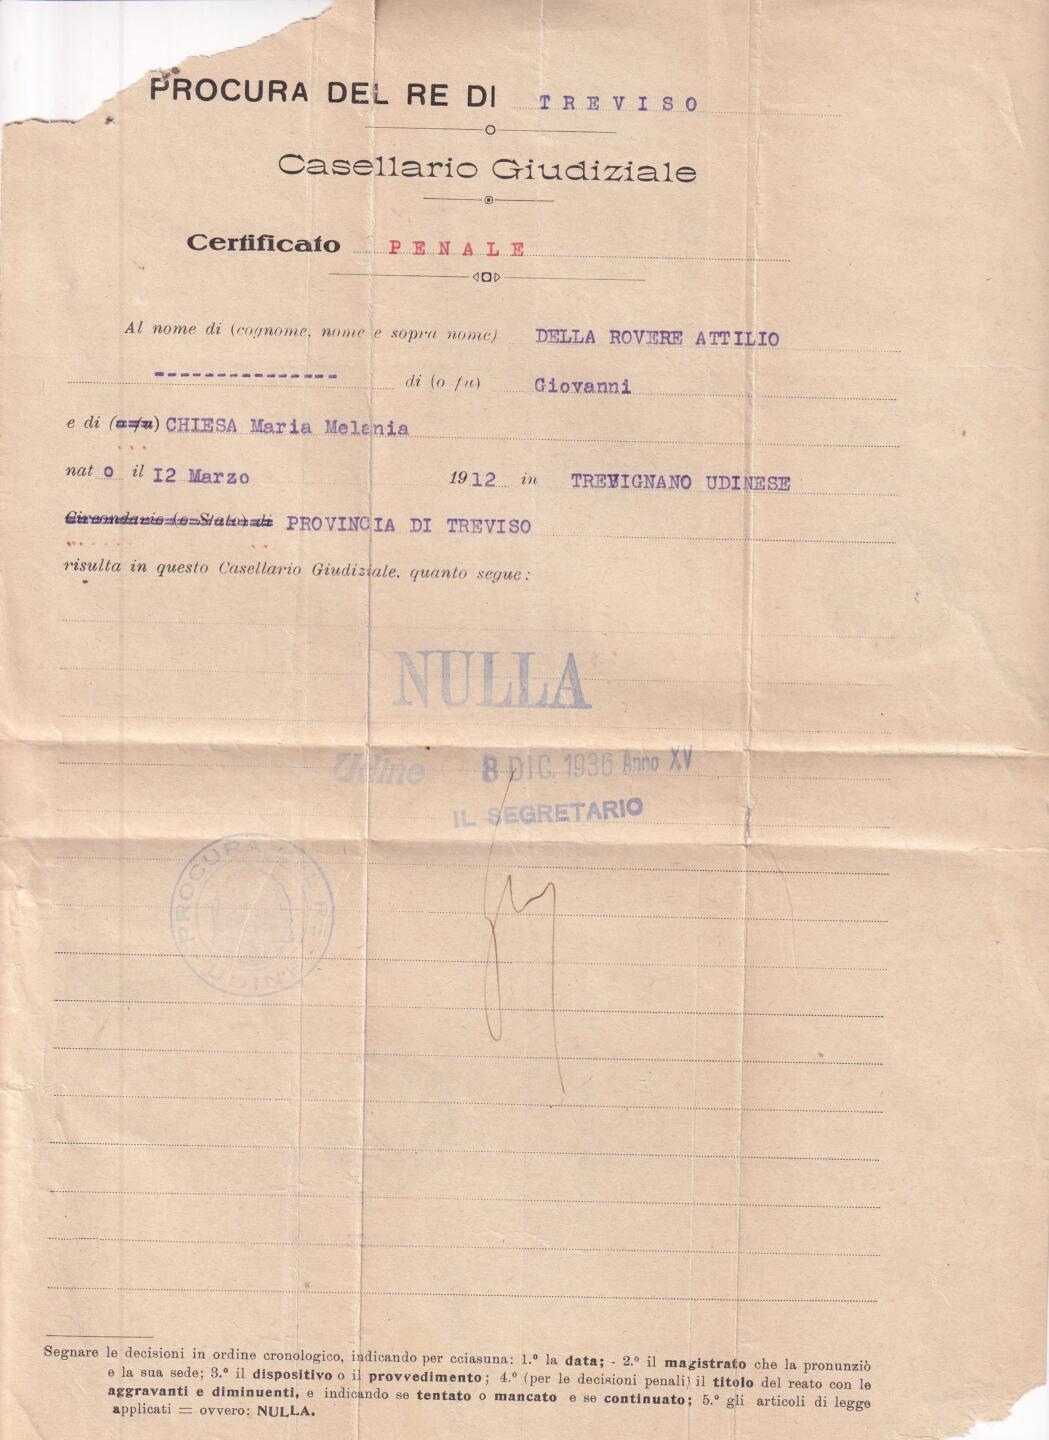 PROCURA DEL RE DI TREVISO
Casellario Giudiziale
Certificato PENALE
Al nome di (cognome, nome e sopra nome) DELLA ROVERE ATTILIO
--------------- di (o fu) Giovanni
e di (o fu) CHIESA Maria Melania
nat o il 12 Marzo 1912 in TREVIGNANO UDINESE
Circondario (o Stato) di PROVINCIA DI TREVISO
risulta in questo Casellario Giudiziale, quanto segue:
NULLA
Udine 8 DIC. 1936 Anno XV
IL SEGRETARIO
PROCURA DEL RE
UDINE
Segnare le decisioni in ordine cronologico, indicando per cciasuna: 1.º la data; - 2.º il magistrato che la pronunziò
e la sua sede; 3.º il dispositivo o il provvedimento; 4.º (per le decisioni penali) il titolo del reato con le
aggravanti e diminuenti, e indicando se tentato o mancato e se continuato; 5.º gli articoli di legge
applicati = ovvero: NULLA.